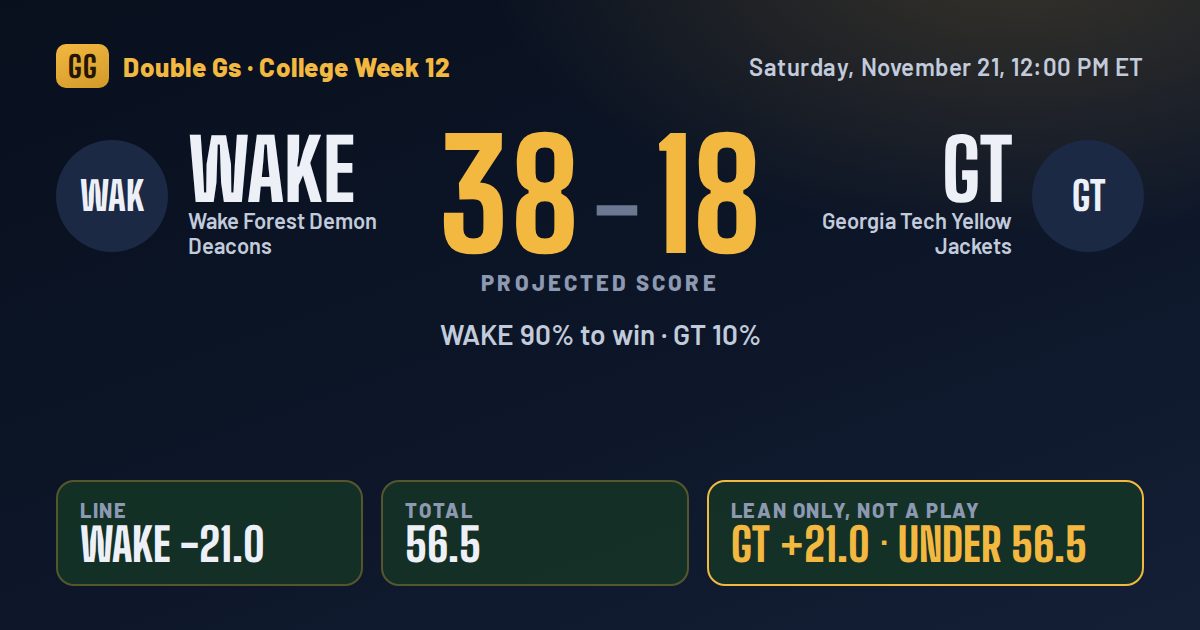 GG
Double Gs · College Week 12
Saturday, November 21, 12:00 PM ET
WAK
WAKE
Wake Forest Demon
Deacons
38 – 18
PROJECTED SCORE
WAKE 90% to win · GT 10%
GT
Georgia Tech Yellow
Jackets
GT
LINE
WAKE −21.0
TOTAL
56.5
LEAN ONLY, NOT A PLAY
GT +21.0 · UNDER 56.5